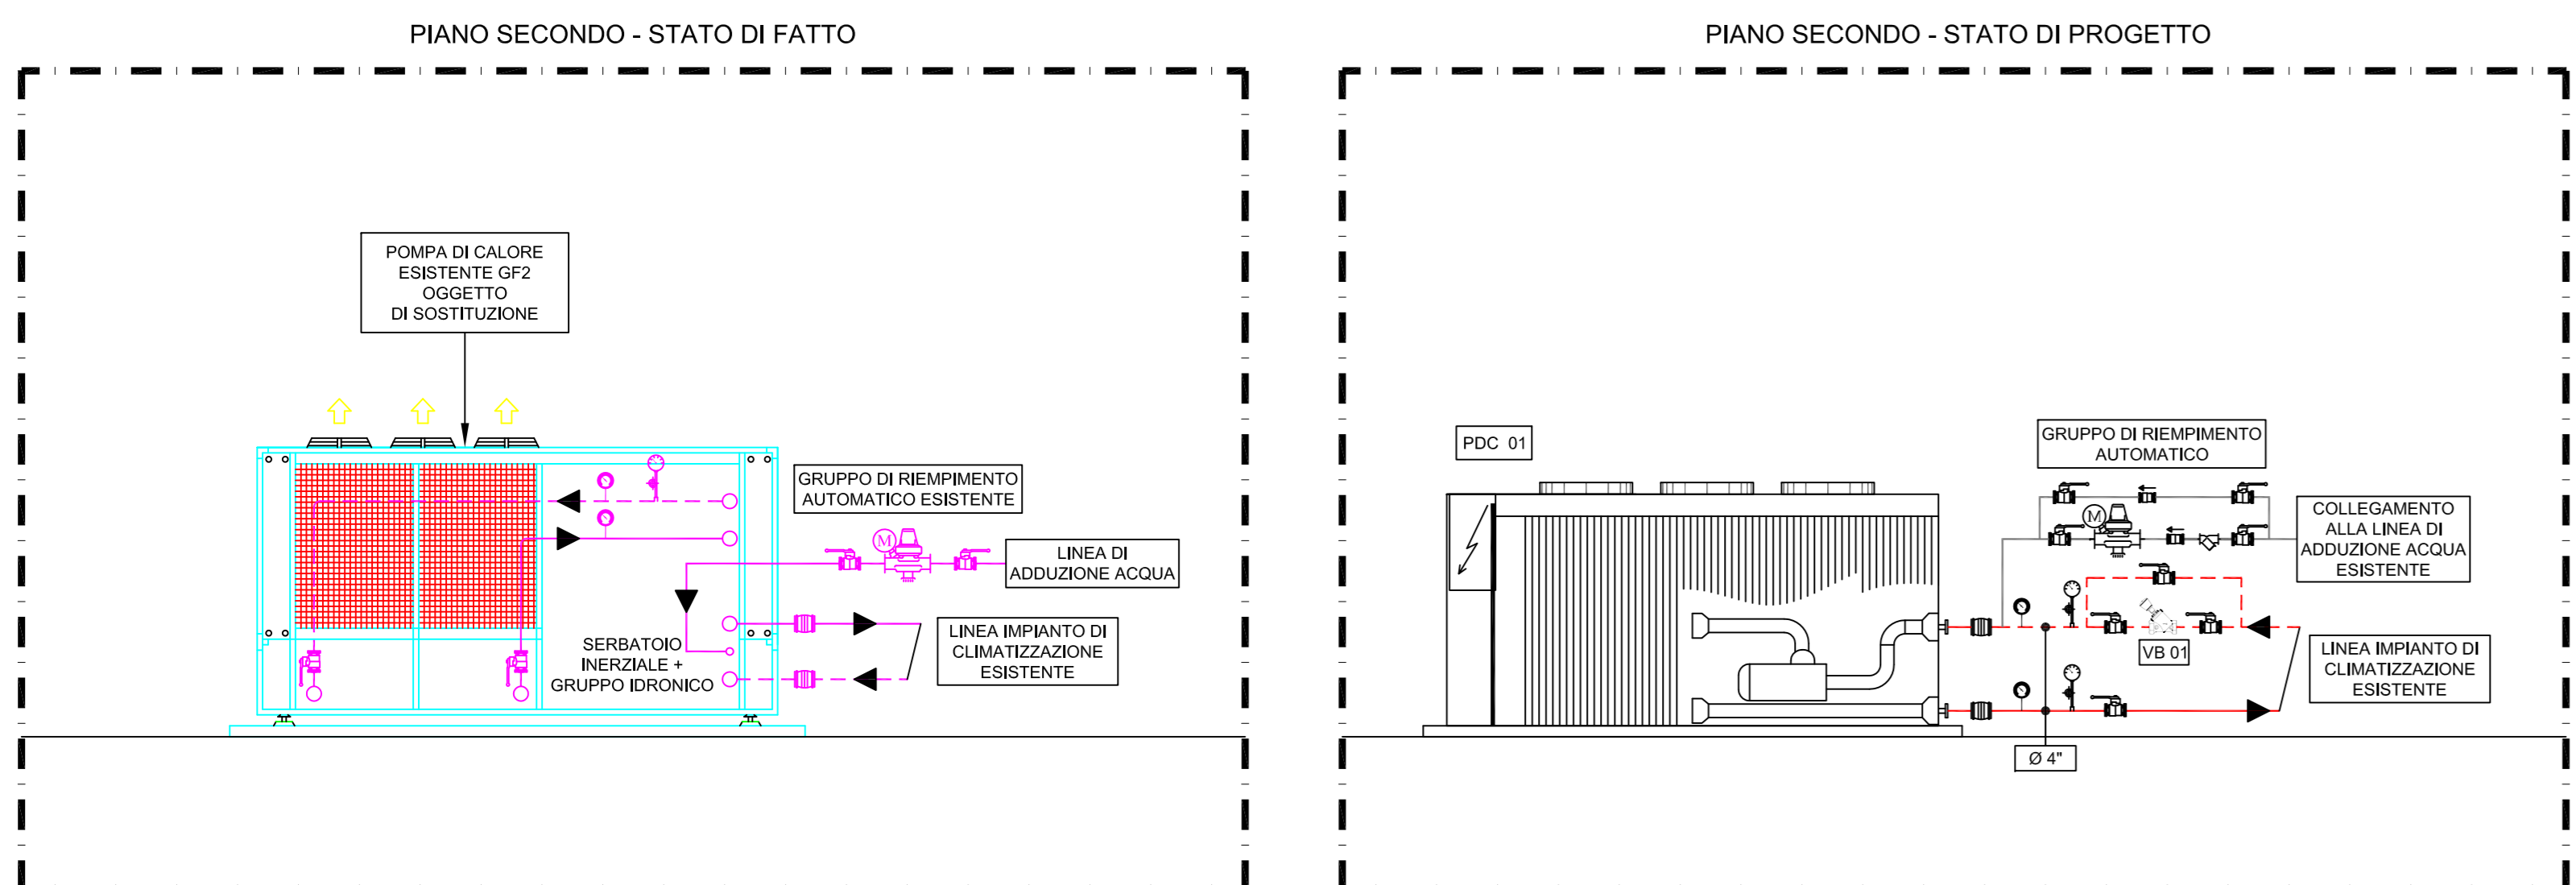 PIANO SECONDO - STATO DI FATTO
POMPA DI CALORE
ESISTENTE GF2
OGGETTO
DI SOSTITUZIONE
GRUPPO DI RIEMPIMENTO
AUTOMATICO ESISTENTE
M
LINEA DI
ADDUZIONE ACQUA
SERBATOIO
INERZIALE +
GRUPPO IDRONICO
LINEA IMPIANTO DI
CLIMATIZZAZIONE
ESISTENTE
PIANO SECONDO - STATO DI PROGETTO
PDC 01
GRUPPO DI RIEMPIMENTO
AUTOMATICO
M
COLLEGAMENTO
ALLA LINEA DI
ADDUZIONE ACQUA
ESISTENTE
VB 01
LINEA IMPIANTO DI
CLIMATIZZAZIONE
ESISTENTE
Ø 4"